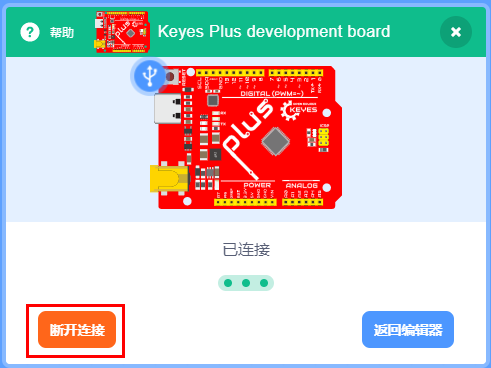 帮助
Keyes Plus development board
RESET
DIGITAL (PWM=~)
KEYES
plus
POWER
ANALOG
已连接
断开连接
返回编辑器